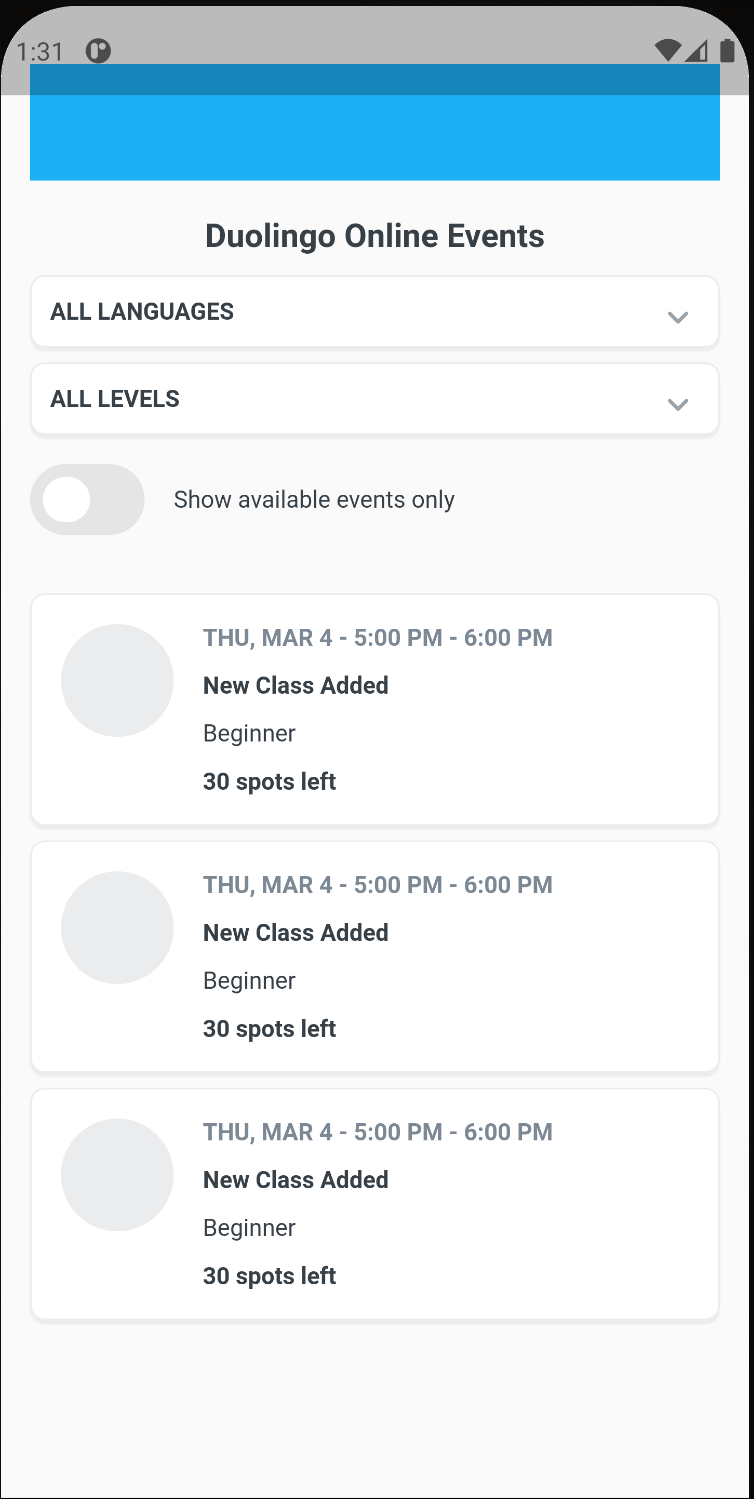 1:31
Duolingo Online Events
ALL LANGUAGES
ALL LEVELS
Show available events only
THU, MAR 4 - 5:00 PM - 6:00 PM
New Class Added
Beginner
30 spots left
THU, MAR 4 - 5:00 PM - 6:00 PM
New Class Added
Beginner
30 spots left
THU, MAR 4 - 5:00 PM - 6:00 PM
New Class Added
Beginner
30 spots left